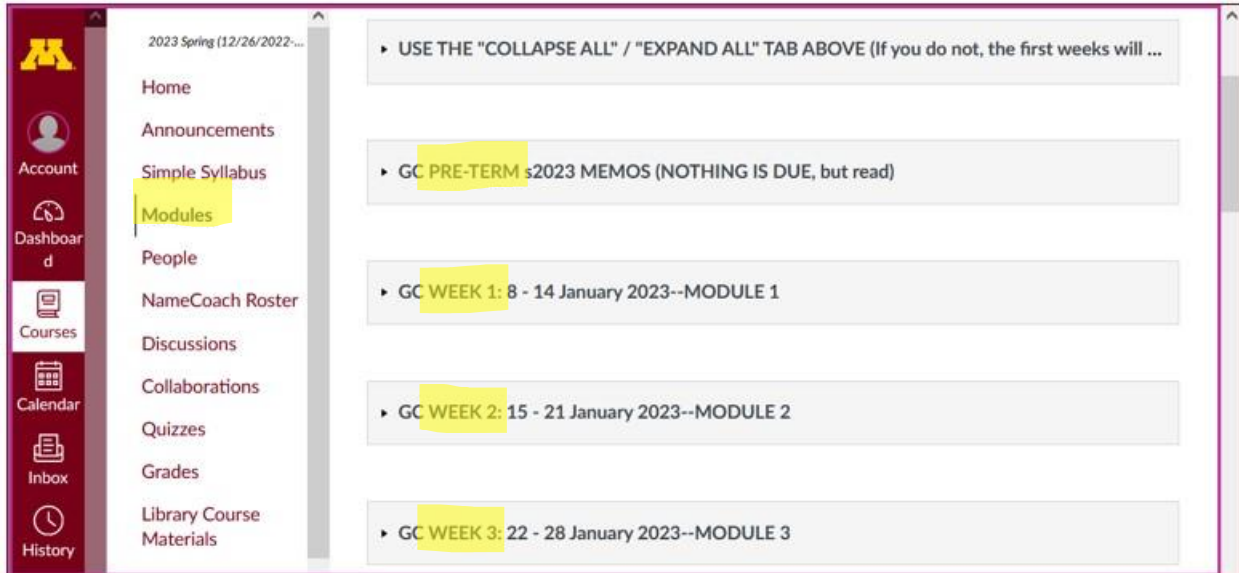 M
Account
Dashboar
d
Courses
Calendar
Inbox
History
2023 Spring (12/26/2022-...
Home
Announcements
Simple Syllabus
Modules
People
NameCoach Roster
Discussions
Collaborations
Quizzes
Grades
Library Course
Materials
USE THE "COLLAPSE ALL" / "EXPAND ALL" TAB ABOVE (If you do not, the first weeks will ...
GC PRE-TERM s2023 MEMOS (NOTHING IS DUE, but read)
GC WEEK 1: 8 - 14 January 2023--MODULE 1
GC WEEK 2: 15 - 21 January 2023--MODULE 2
GC WEEK 3: 22 - 28 January 2023--MODULE 3